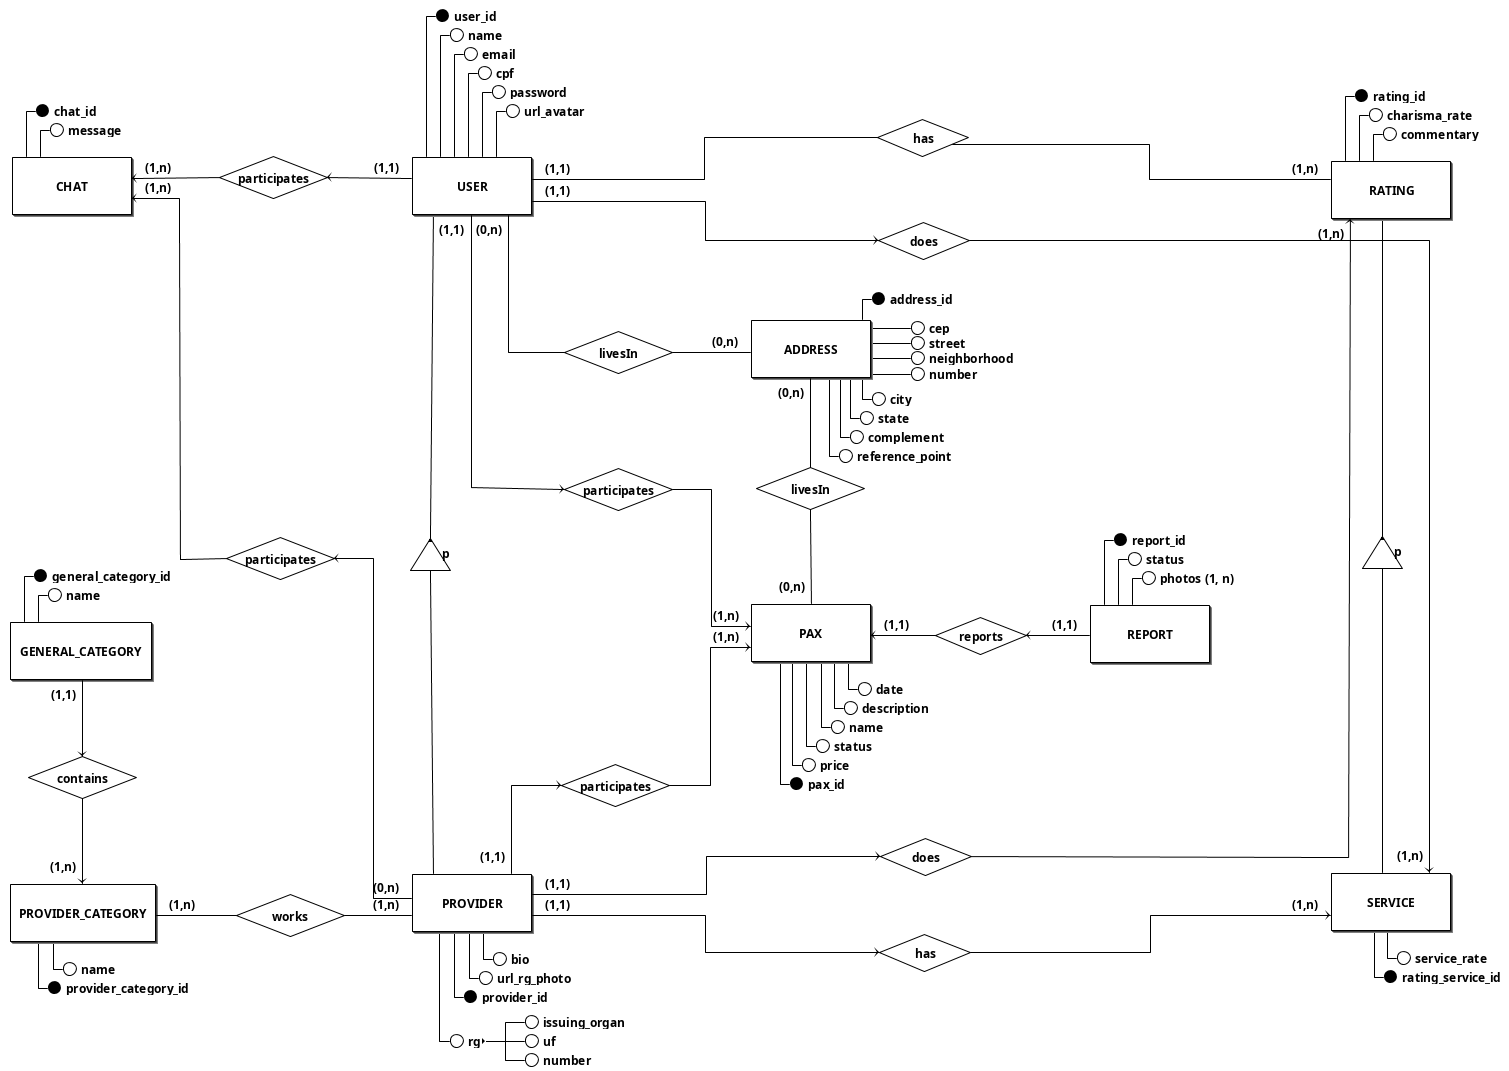 user_id
name
email
cpf
password
url_avatar
chat_id
message
rating_id
charisma_rate
commentary
CHAT
(1,n)
(1,n)
participates
(1,1)
USER
(1,1)
(1,1)
has
(1,n)
RATING
(1,1)
(0,n)
does
(1,n)
address_id
livesIn
(0,n)
ADDRESS
cep
street
neighborhood
number
(0,n)
city
state
complement
reference_point
participates
livesIn
participates
p
p
report_id
status
photos (1, n)
general_category_id
name
GENERAL_CATEGORY
(0,n)
(1,n)
(1,n)
PAX
(1,1)
reports
(1,1)
REPORT
(1,1)
date
description
name
status
price
pax_id
contains
participates
(1,n)
(1,1)
does
(1,n)
PROVIDER_CATEGORY
(1,n)
works
(0,n)
(1,n)
PROVIDER
(1,1)
(1,1)
has
(1,n)
SERVICE
name
provider_category_id
bio
url_rg_photo
provider_id
rg
issuing_organ
uf
number
service_rate
rating_service_id